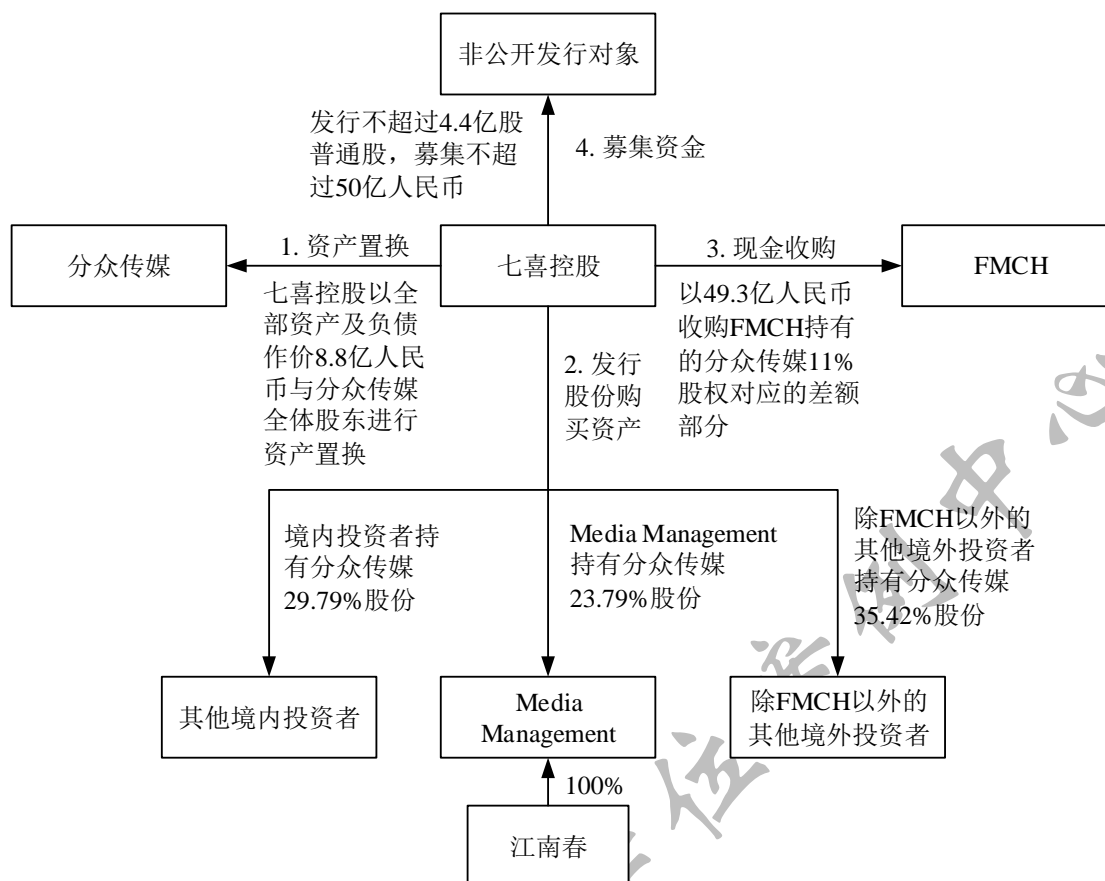 非公开发行对象
发行不超过4.4亿股
普通股，募集不超
过50亿人民币
4. 募集资金
分众传媒
1. 资产置换
七喜控股
3. 现金收购
FMCH
七喜控股以全
部资产及负债
作价8.8亿人民
币与分众传媒
全体股东进行
资产置换
2. 发行
股份购
买资产
以49.3亿人民币
收购FMCH持有
的分众传媒11%
股权对应的差额
部分
境内投资者持
有分众传媒
29.79%股份
Media Management
持有分众传媒
23.79%股份
除FMCH以外的
其他境外投资者
持有分众传媒
35.42%股份
其他境内投资者
Media
Management
除FMCH以外的
其他境外投资者
100%
江南春
位案例中心